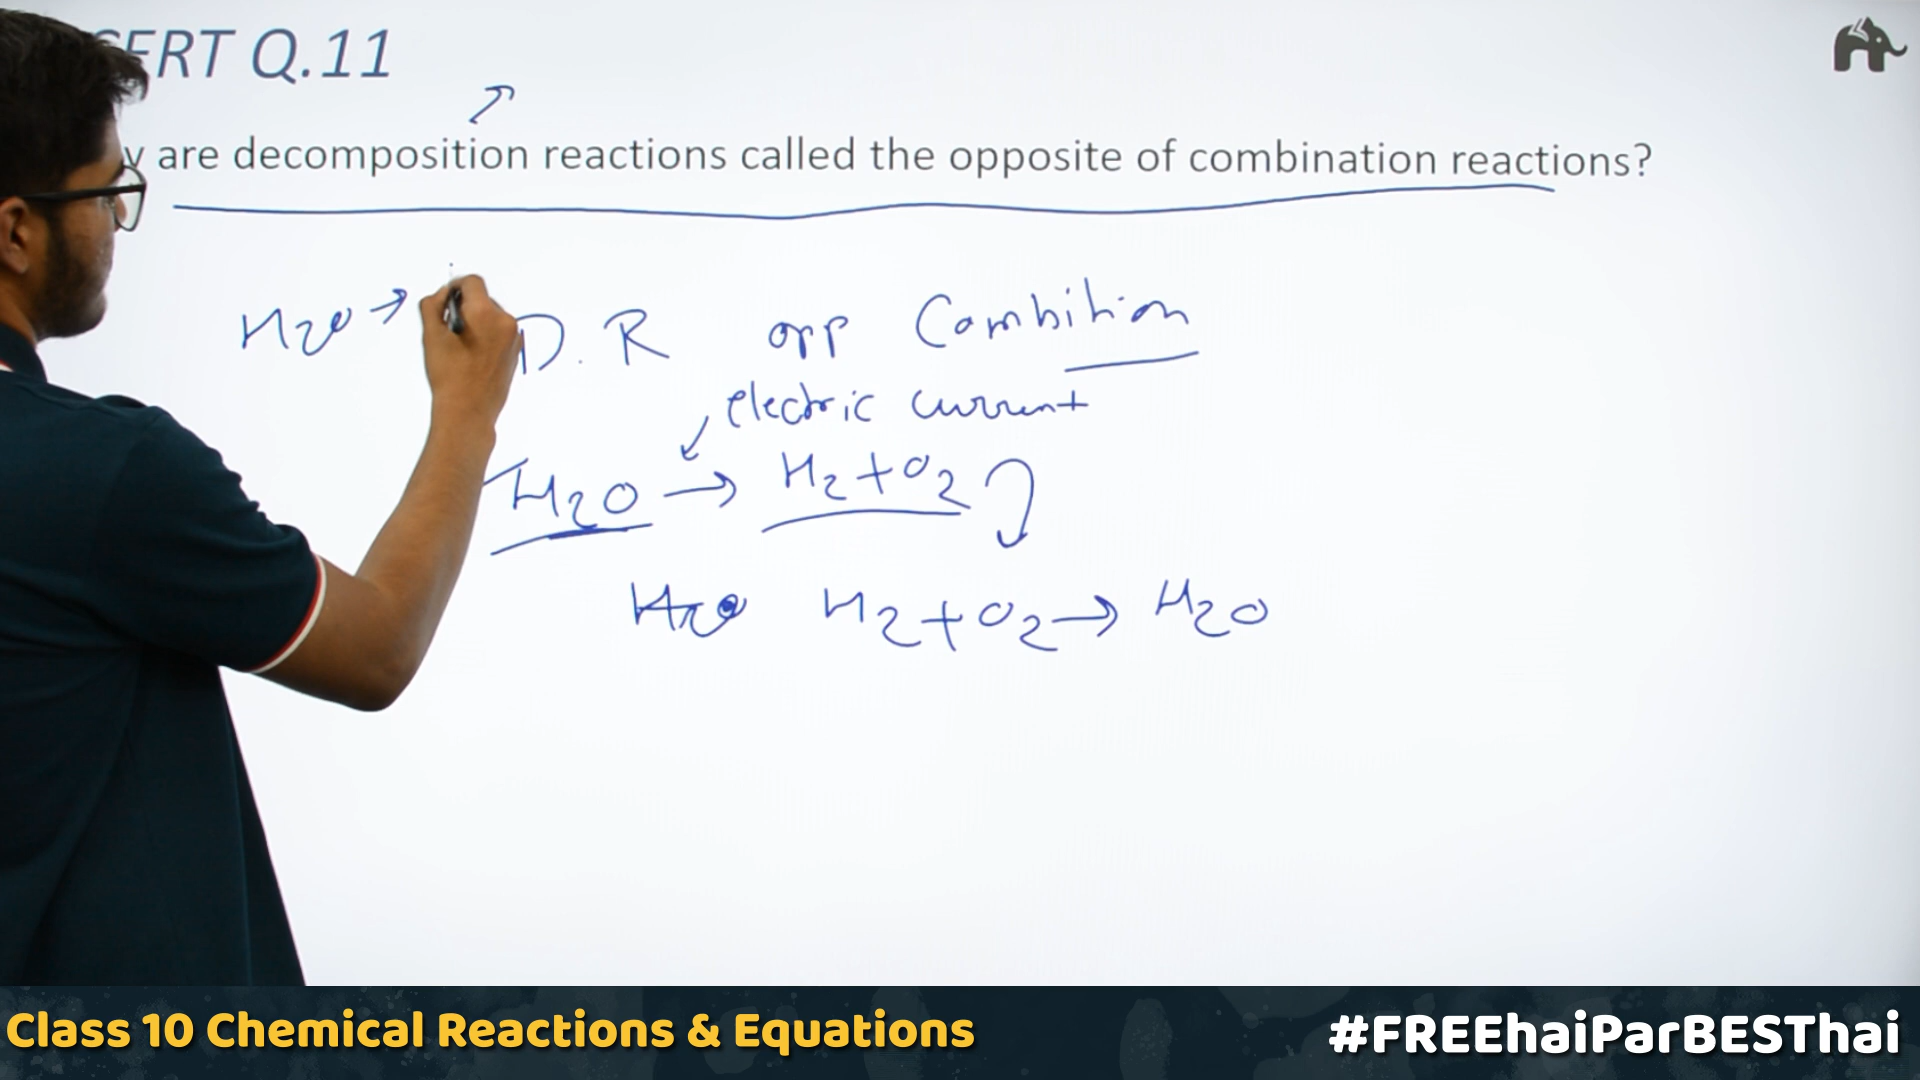 CERT Q.11
y are decomposition reactions called the opposite of combination reactions?
H2O →
D.R opp Combition
electric current
H2O → H2+O2
H2+O2 → H2O
Class 10 Chemical Reactions & Equations
#FREEhaiParBESThai